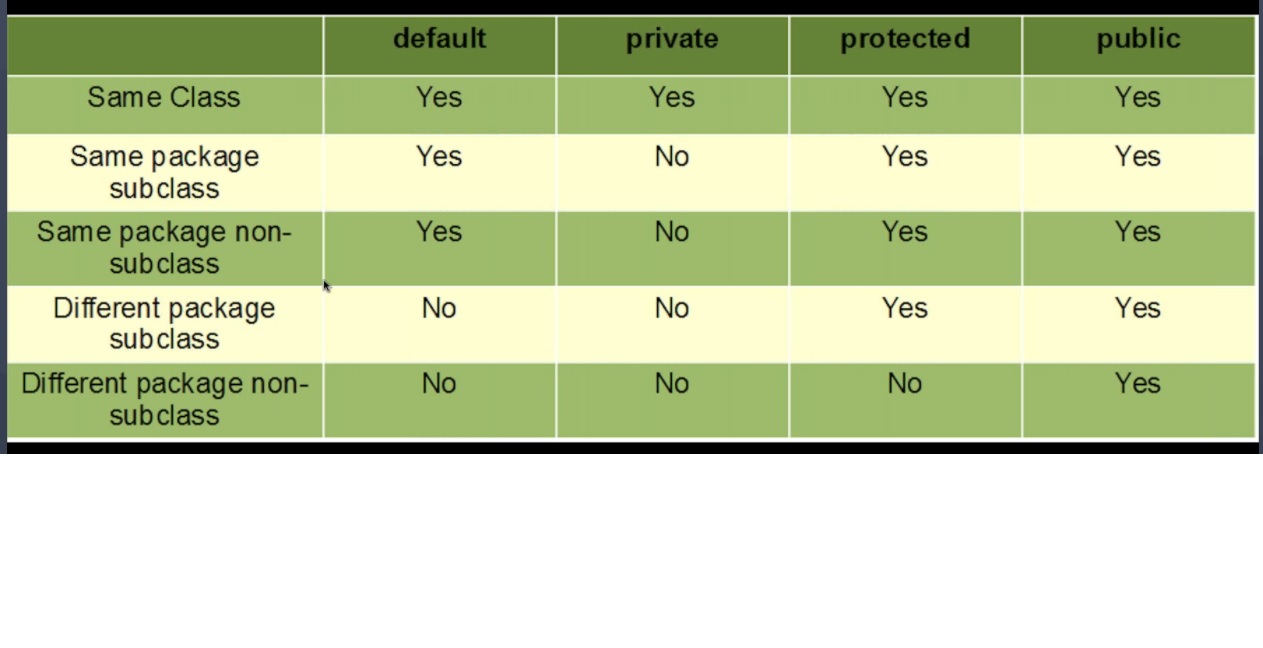 default private protected public
Same Class Yes Yes Yes Yes
Same package Yes No Yes Yes
subclass
Same package non- Yes No Yes Yes
subclass
Different package No No Yes Yes
subclass
Different package non- No No No Yes
subclass